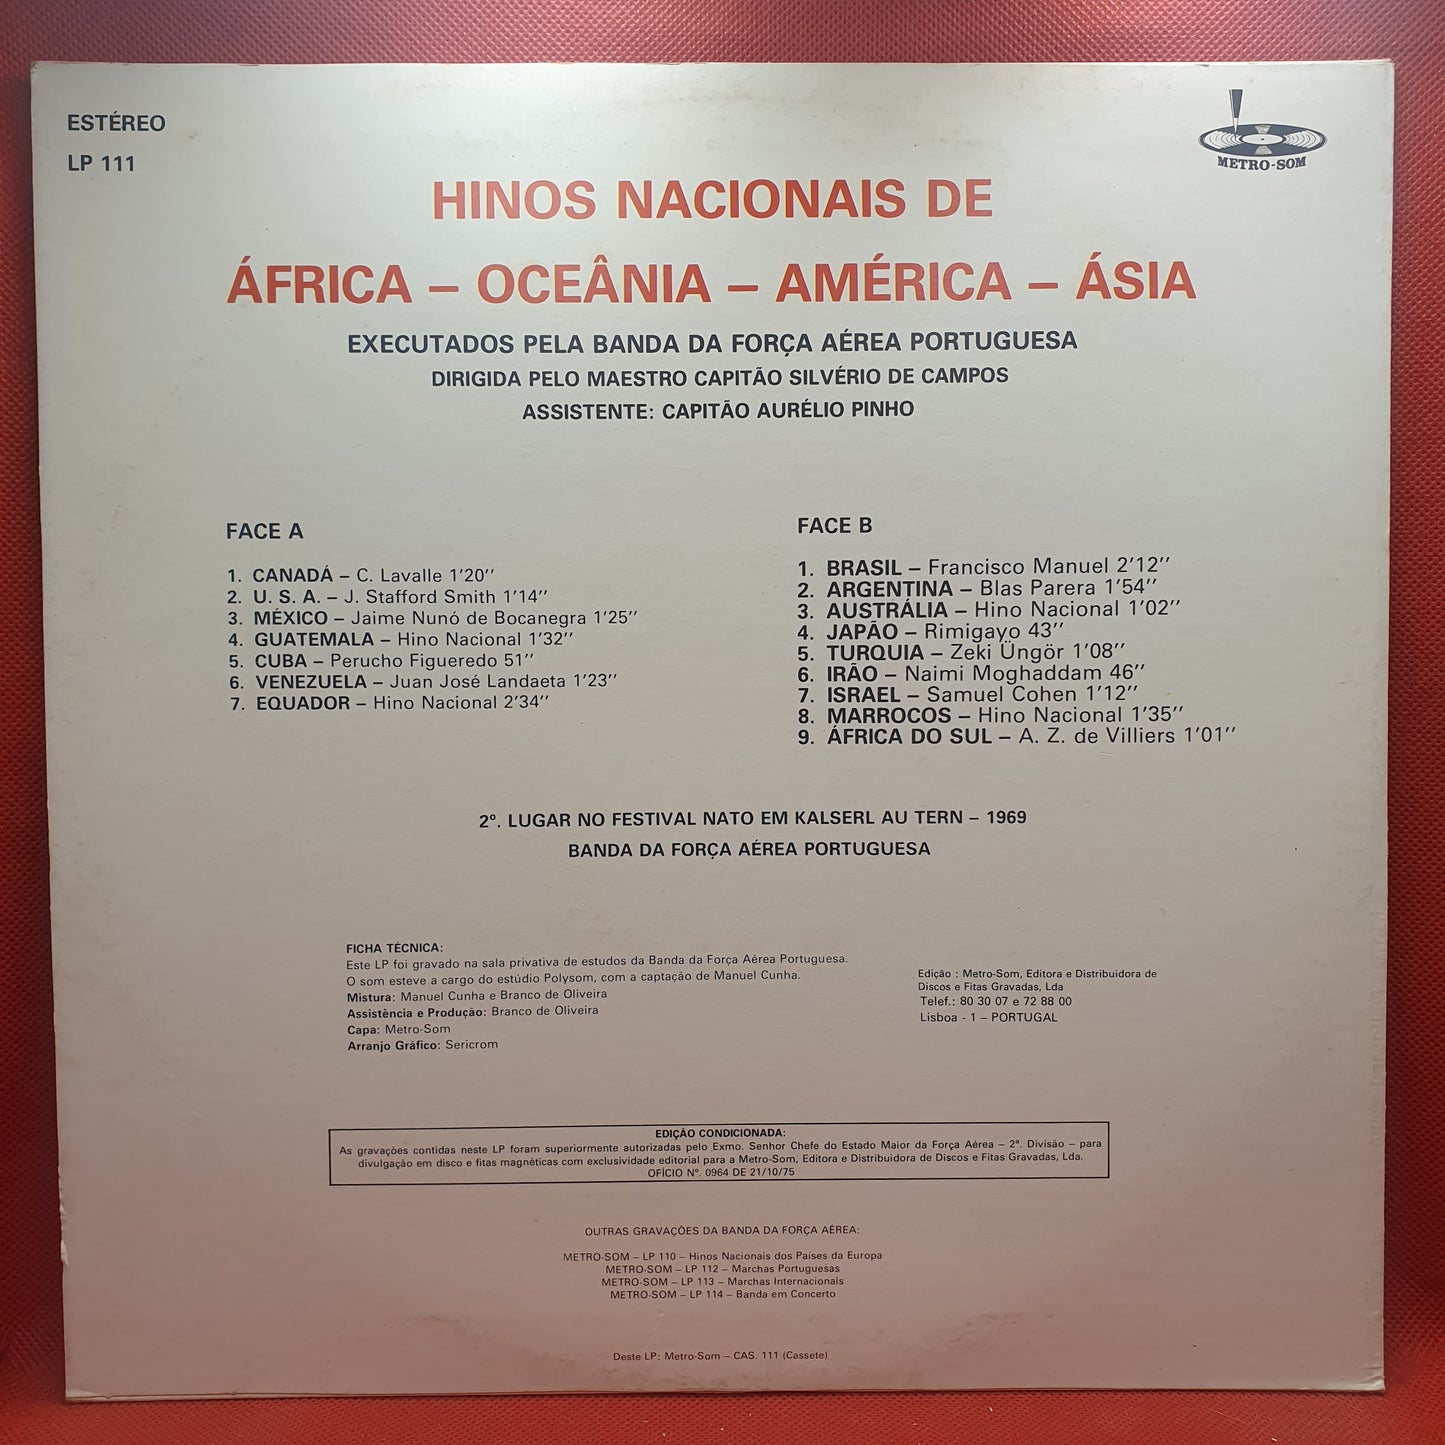 ESTÉREO
LP 111
METRO-SOM
HINOS NACIONAIS DE
ÁFRICA – OCEÂNIA – AMÉRICA – ÁSIA
EXECUTADOS PELA BANDA DA FORÇA AÉREA PORTUGUESA
DIRIGIDA PELO MAESTRO CAPITÃO SILVÉRIO DE CAMPOS
ASSISTENTE: CAPITÃO AURÉLIO PINHO
FACE A
1. CANADÁ – C. Lavalle 1'20''
2. U. S. A. – J. Stafford Smith 1'14''
3. MÉXICO – Jaime Nunó de Bocanegra 1'25''
4. GUATEMALA – Hino Nacional 1'32''
5. CUBA – Perucho Figueredo 51''
6. VENEZUELA – Juan José Landaeta 1'23''
7. EQUADOR – Hino Nacional 2'34''
FACE B
1. BRASIL – Francisco Manuel 2'12''
2. ARGENTINA – Blas Parera 1'54''
3. AUSTRÁLIA – Hino Nacional 1'02''
4. JAPÃO – Rimigayo 43''
5. TURQUIA – Zeki Üngör 1'08''
6. IRÃO – Naimi Moghaddam 46''
7. ISRAEL – Samuel Cohen 1'12''
8. MARROCOS – Hino Nacional 1'35''
9. ÁFRICA DO SUL – A. Z. de Villiers 1'01''
2º. LUGAR NO FESTIVAL NATO EM KALSERL AU TERN – 1969
BANDA DA FORÇA AÉREA PORTUGUESA
FICHA TÉCNICA:
Este LP foi gravado na sala privativa de estudos da Banda da Força Aérea Portuguesa.
O som esteve a cargo do estúdio Polysom, com a captação de Manuel Cunha.
Mistura: Manuel Cunha e Branco de Oliveira
Assistência e Produção: Branco de Oliveira
Capa: Metro-Som
Arranjo Gráfico: Sericrom
Edição : Metro-Som, Editora e Distribuidora de
Discos e Fitas Gravadas, Lda
Telef.: 80 30 07 e 72 88 00
Lisboa - 1 – PORTUGAL
EDIÇÃO CONDICIONADA:
As gravações contidas neste LP foram superiormente autorizadas pelo Exmo. Senhor Chefe do Estado Maior da Força Aérea – 2ª. Divisão – para
divulgação em disco e fitas magnéticas com exclusividade editorial para a Metro-Som, Editora e Distribuidora de Discos e Fitas Gravadas, Lda.
OFÍCIO Nº. 0964 DE 21/10/75
OUTRAS GRAVAÇÕES DA BANDA DA FORÇA AÉREA:
METRO-SOM – LP 110 – Hinos Nacionais dos Países da Europa
METRO-SOM – LP 112 – Marchas Portuguesas
METRO-SOM – LP 113 – Marchas Internacionais
METRO-SOM – LP 114 – Banda em Concerto
Deste LP: Metro-Som – CAS. 111 (Cassete)